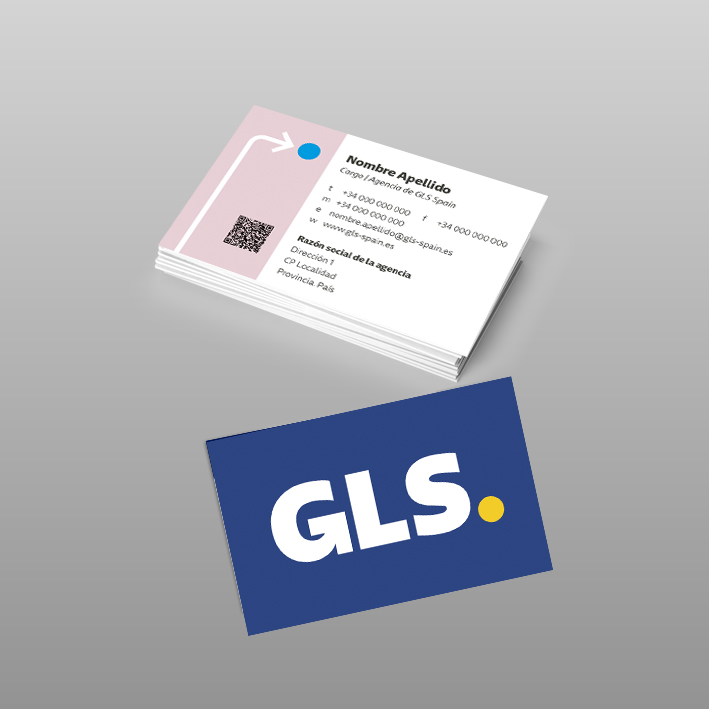 Nombre Apellido
Cargo / Agencia de GLS Spain
t +34 000 000 000 f +34 000 000 000
m +34 000 000 000
e nombre.apellido@gls-spain.es
w www.gls-spain.es
Razón social de la agencia
Dirección 1
CP Localidad
Provincia. País
GLS.